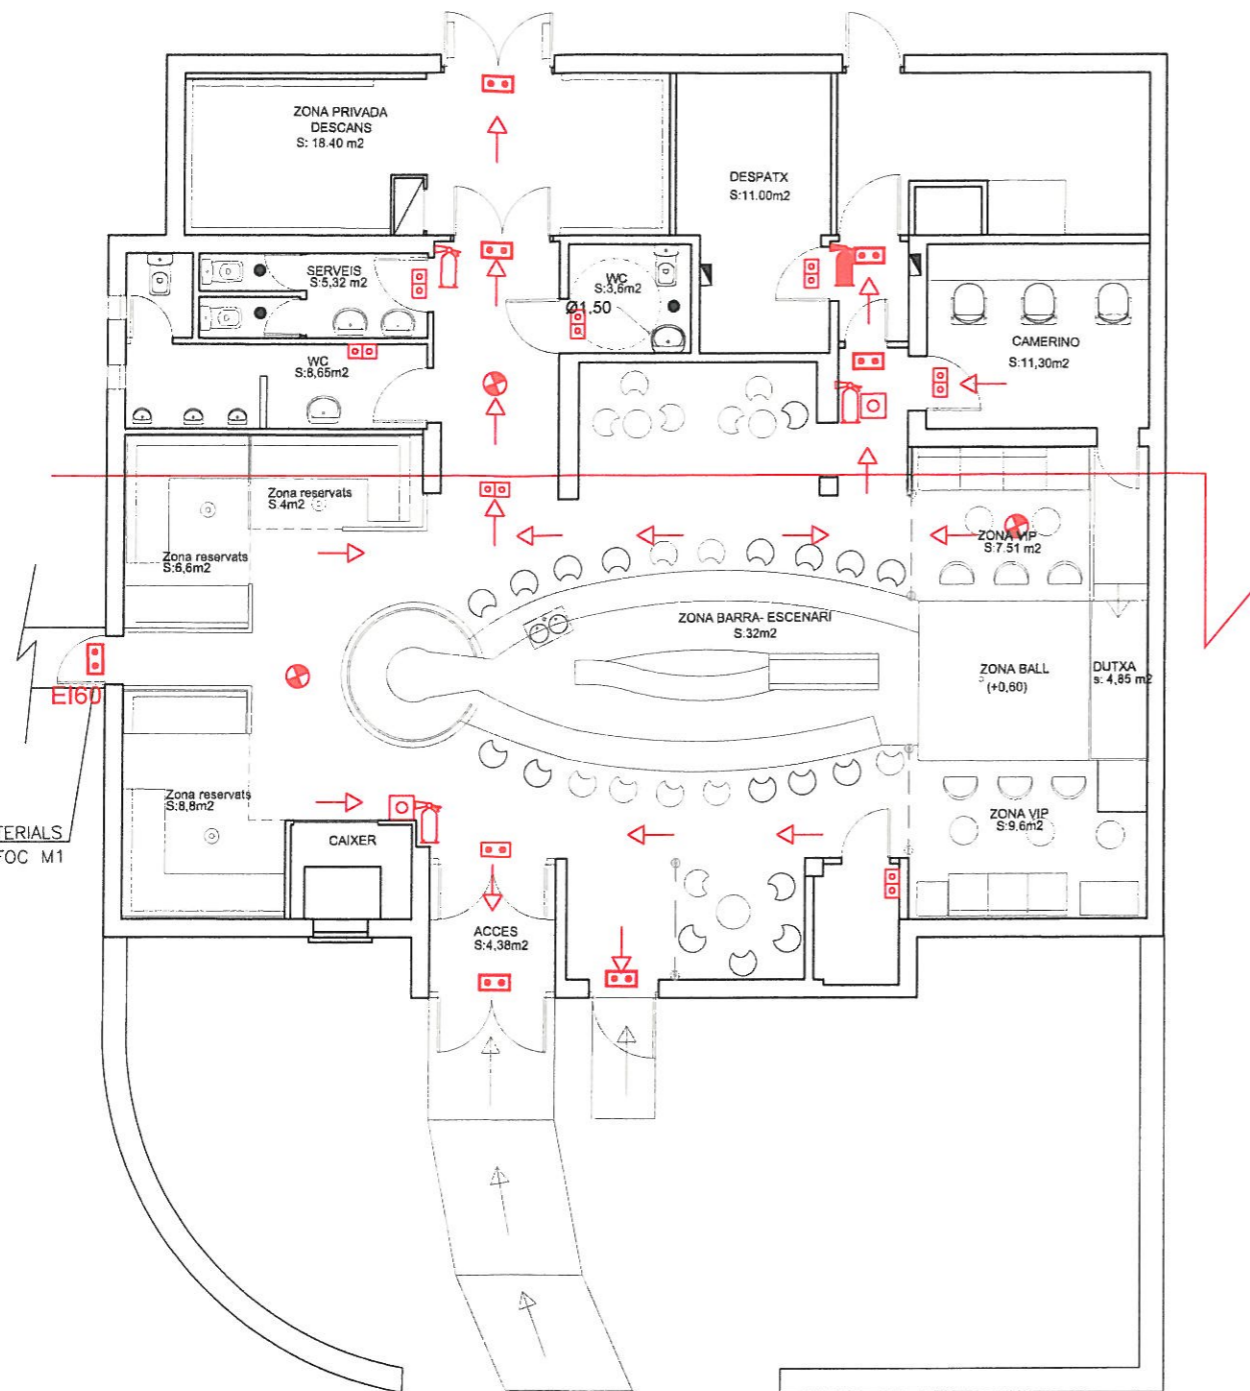 ZONA PRIVADA
DESCANS
S: 18.40 m2
DESPATX
S:11.00m2
SERVEIS
S:5,32 m2
WC
S:3,6m2
Ø1,50
WC
S:8,65m2
CAMERINO
S:11,30m2
Zona reservats
S:4m2
Zona reservats
S:6,6m2
ZONA VIP
S:7.51 m2
ZONA BARRA- ESCENARI
S:32m2
ZONA BALL
(+0,60)
DUTXA
s: 4,85 m2
EI60
Zona reservats
S:8,8m2
CAIXER
ZONA VIP
S:9,6m2
TERIALS
FOC M1
ACCES
S:4,38m2